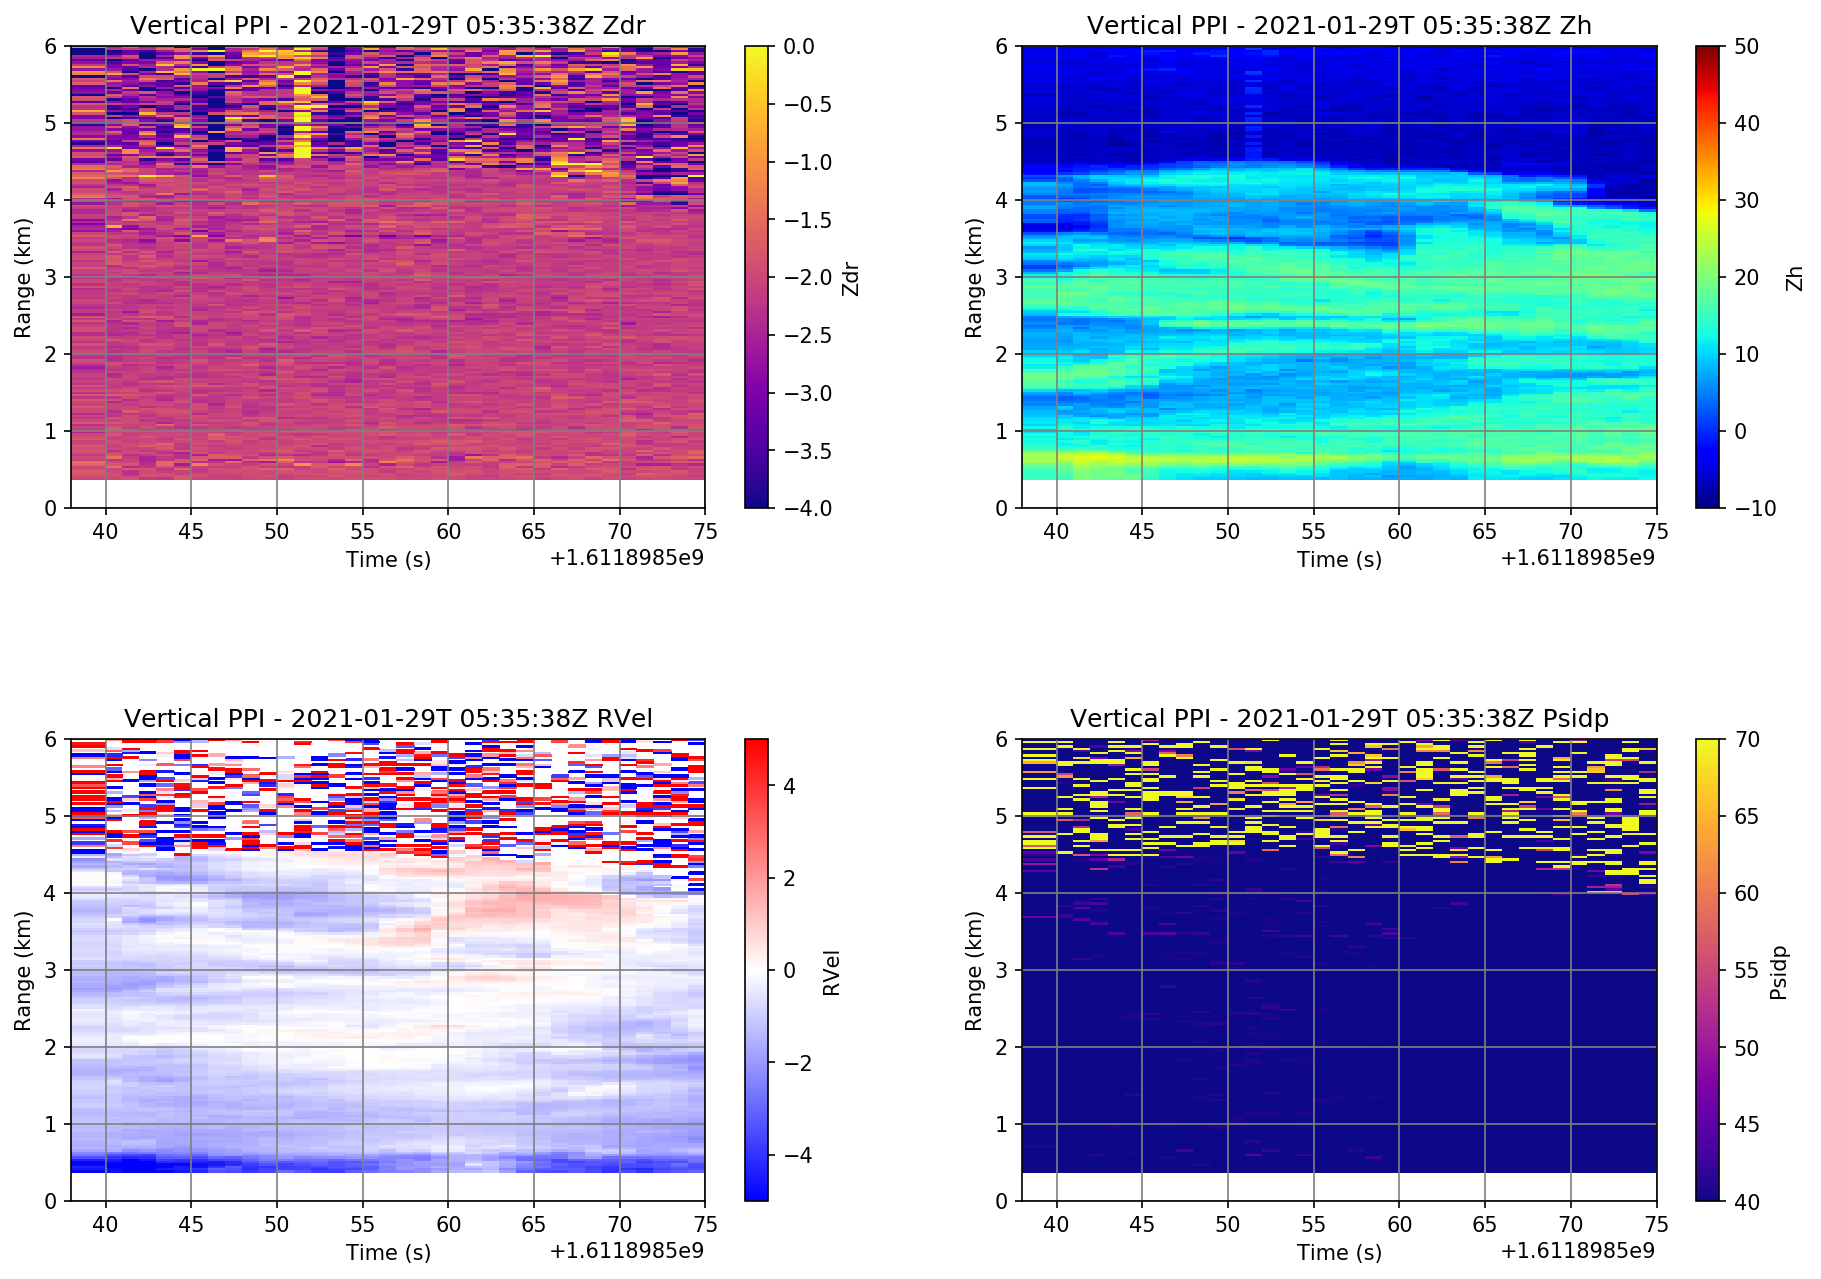 Vertical PPI - 2021-01-29T 05:35:38Z Zdr
6
5
4
3
2
1
0
Range (km)
40 45 50 55 60 65 70 75
Time (s)
+1.6118985e9
0.0
−0.5
−1.0
−1.5
−2.0
−2.5
−3.0
−3.5
−4.0
Zdr
Vertical PPI - 2021-01-29T 05:35:38Z Zh
6
5
4
3
2
1
0
Range (km)
40 45 50 55 60 65 70 75
Time (s)
+1.6118985e9
50
40
30
20
10
0
−10
Zh
Vertical PPI - 2021-01-29T 05:35:38Z RVel
6
5
4
3
2
1
0
Range (km)
40 45 50 55 60 65 70 75
Time (s)
+1.6118985e9
4
2
0
−2
−4
RVel
Vertical PPI - 2021-01-29T 05:35:38Z Psidp
6
5
4
3
2
1
0
Range (km)
40 45 50 55 60 65 70 75
Time (s)
+1.6118985e9
70
65
60
55
50
45
40
Psidp